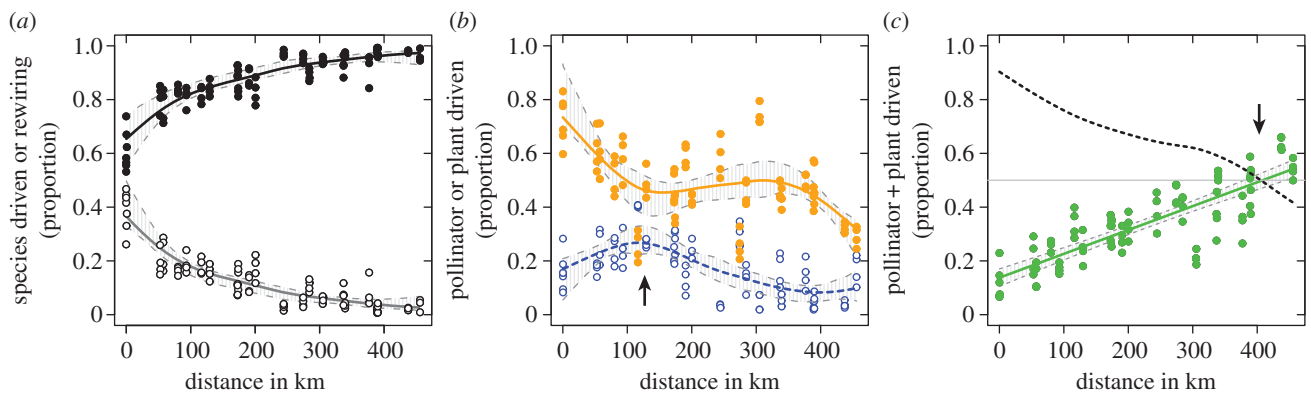 (a)
species driven or rewiring
(proportion)
1.0
0.8
0.6
0.4
0.2
0
0 100 200 300 400
distance in km
(b)
pollinator or plant driven
(proportion)
1.0
0.8
0.6
0.4
0.2
0
0 100 200 300 400
distance in km
(c)
pollinator + plant driven
(proportion)
1.0
0.8
0.6
0.4
0.2
0
0 100 200 300 400
distance in km